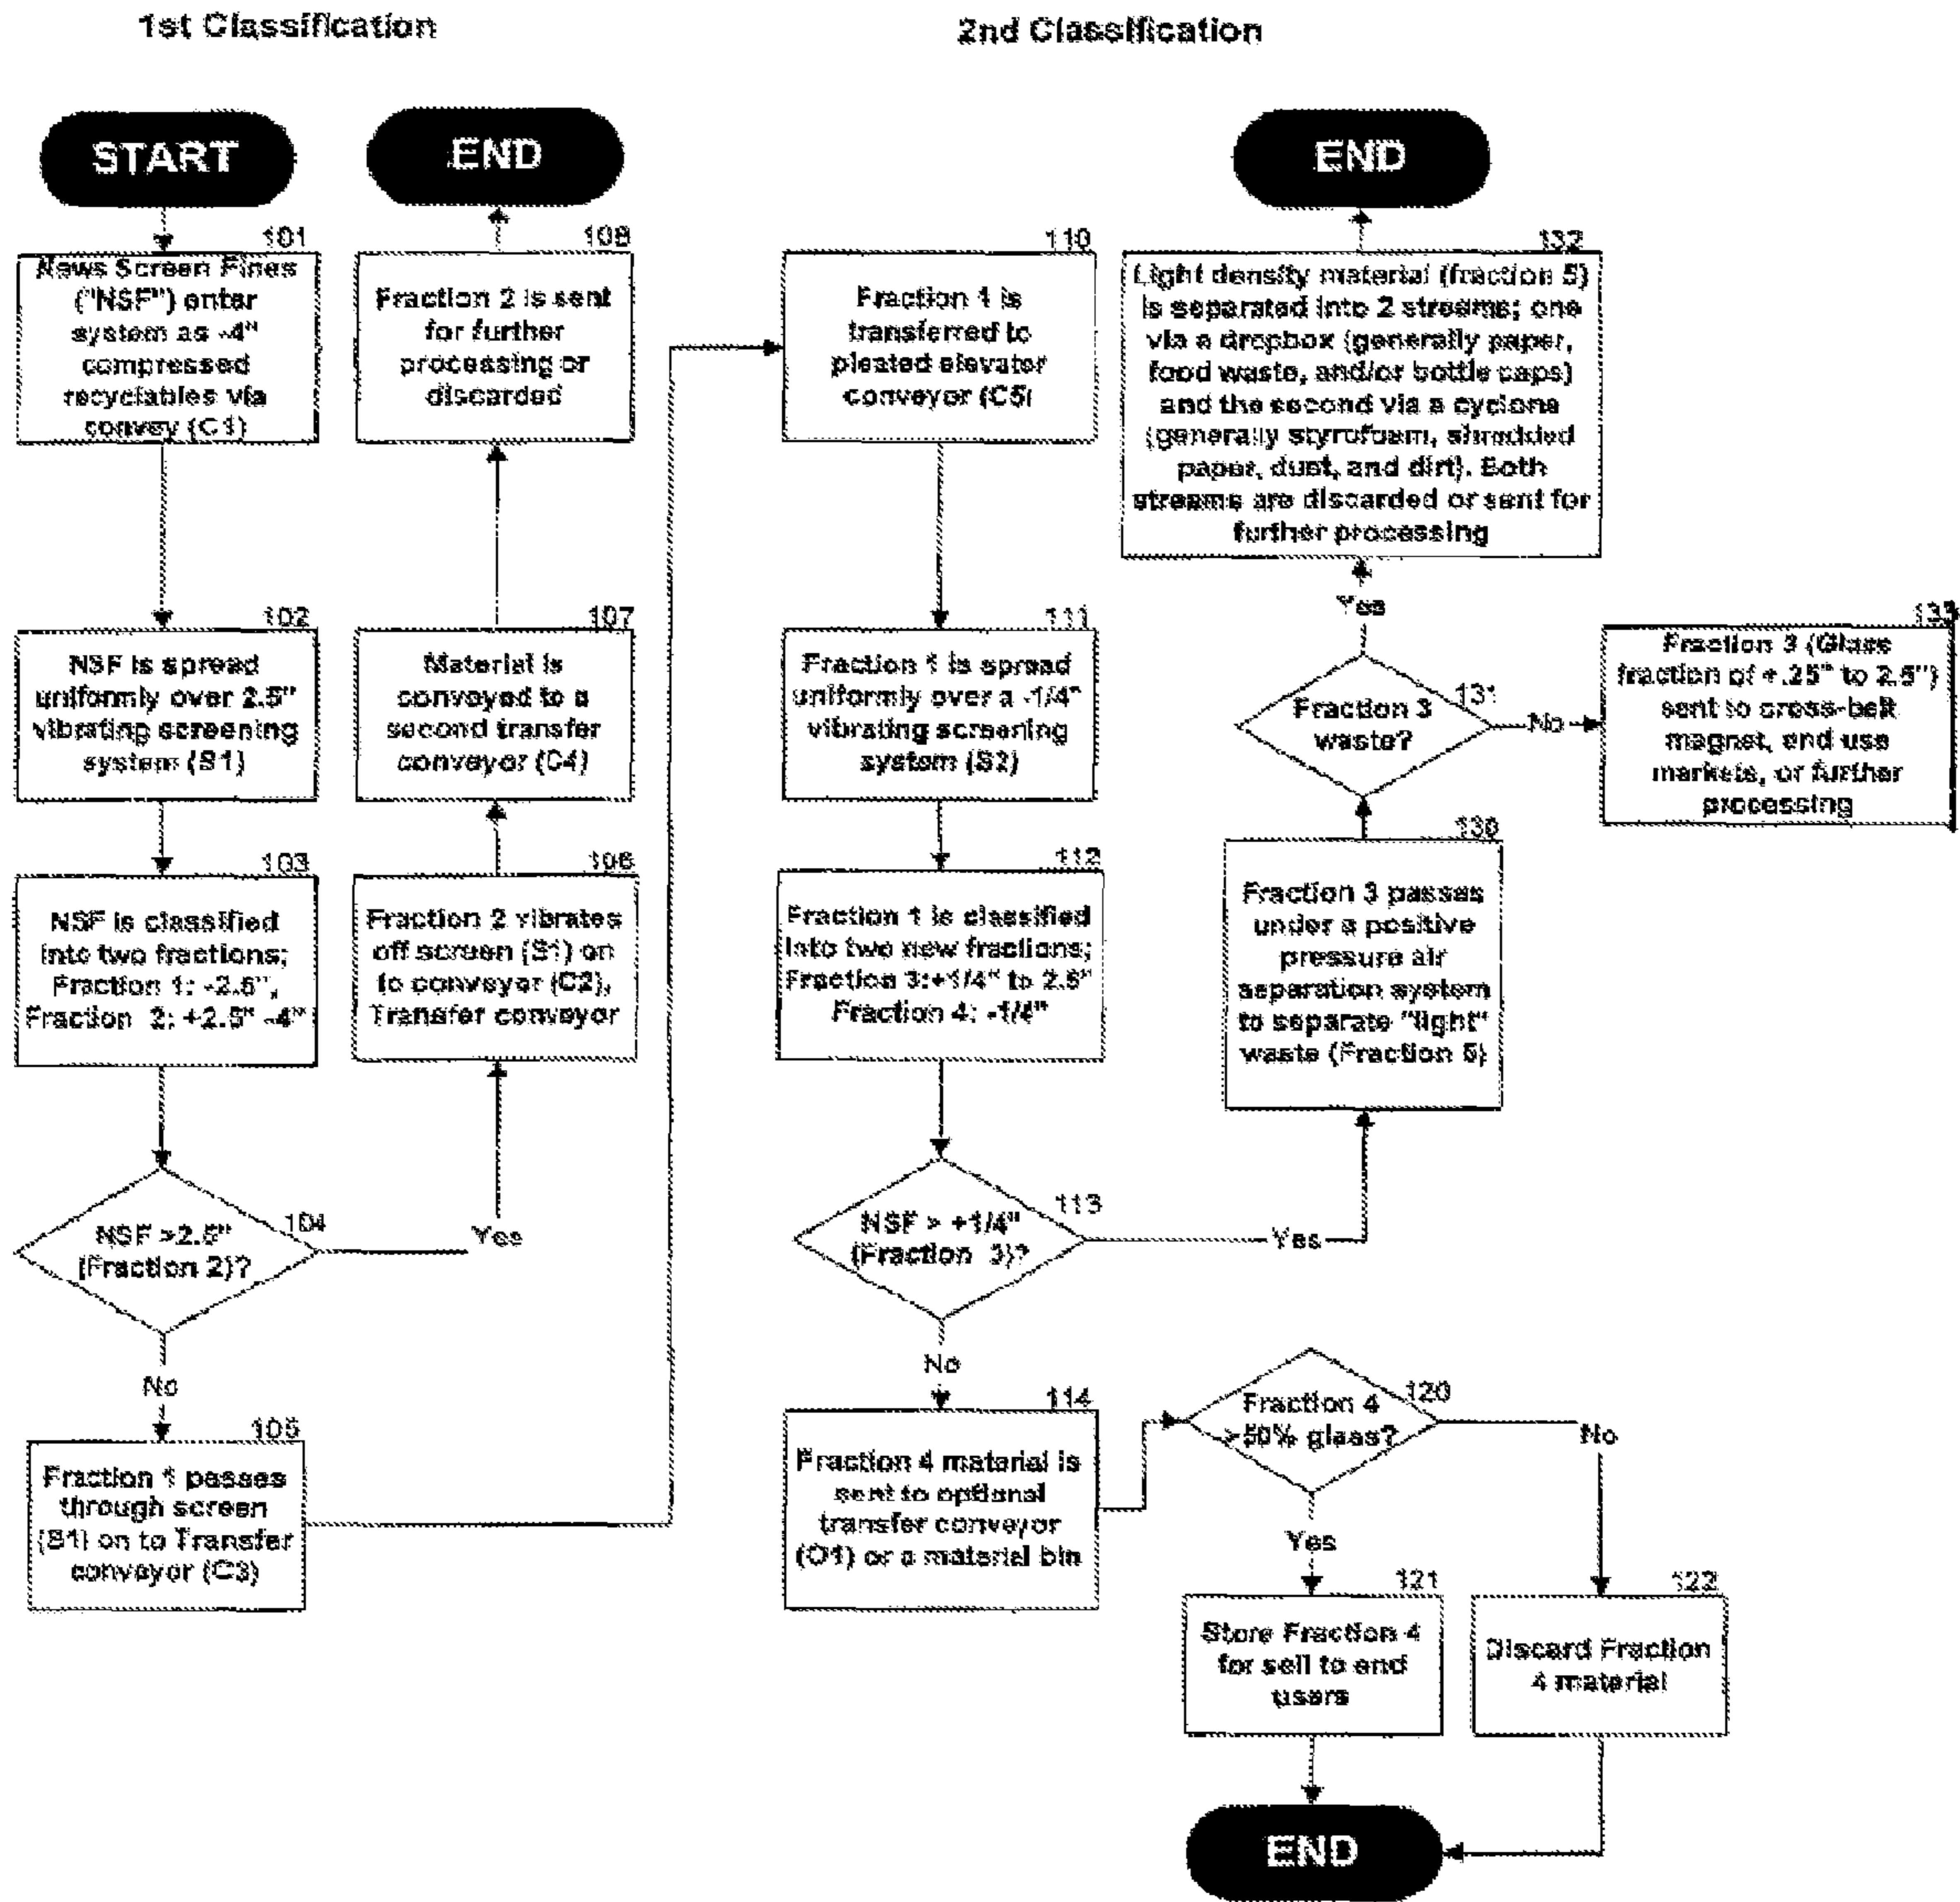 1st Classification
2nd Classification
START
END
END
101
News Screen Fines
("NSF") enter
system as -4"
compressed
recyclables via
convey (C1)
108
Fraction 2 is sent
for further
processing or
discarded
110
Fraction 1 is
transferred to
pleated elevator
conveyor (C5)
132
Light density material (fraction 5)
is separated into 2 streams; one
via a dropbox (generally paper,
food waste, and/or bottle caps)
and the second via a cyclone
(generally styrofoam, shredded
paper, dust, and dirt). Both
streams are discarded or sent for
further processing
102
NSF is spread
uniformly over 2.5"
vibrating screening
system (S1)
107
Material is
conveyed to a
second transfer
conveyor (C4)
111
Fraction 1 is spread
uniformly over a -1/4"
vibrating screening
system (S2)
Yes
131
Fraction 3
waste?
No
133
Fraction 3 (Glass
fraction of +.25" to 2.5")
sent to cross-belt
magnet, end use
markets, or further
processing
103
NSF is classified
into two fractions;
Fraction 1: -2.5",
Fraction 2: +2.5" -4"
106
Fraction 2 vibrates
off screen (S1) on
to conveyor (C2),
Transfer conveyor
112
Fraction 1 is classified
into two new fractions;
Fraction 3:+1/4" to 2.5"
Fraction 4: -1/4"
130
Fraction 3 passes
under a positive
pressure air
separation system
to separate "light"
waste (Fraction 5)
104
NSF >2.5"
(Fraction 2)?
Yes
No
113
NSF > +1/4"
(Fraction 3)?
Yes
No
105
Fraction 1 passes
through screen
(S1) on to Transfer
conveyor (C3)
114
Fraction 4 material is
sent to optional
transfer conveyor
(O1) or a material bin
120
Fraction 4
>50% glass?
No
Yes
121
Store Fraction 4
for sell to end
users
122
Discard Fraction
4 material
END